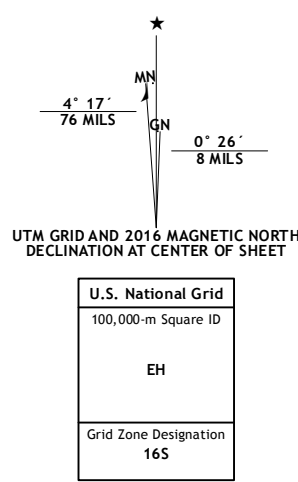 ★
MN
4° 17´
76 MILS
GN
0° 26´
8 MILS
UTM GRID AND 2016 MAGNETIC NORTH
DECLINATION AT CENTER OF SHEET
U.S. National Grid
100,000-m Square ID
EH
Grid Zone Designation
16S